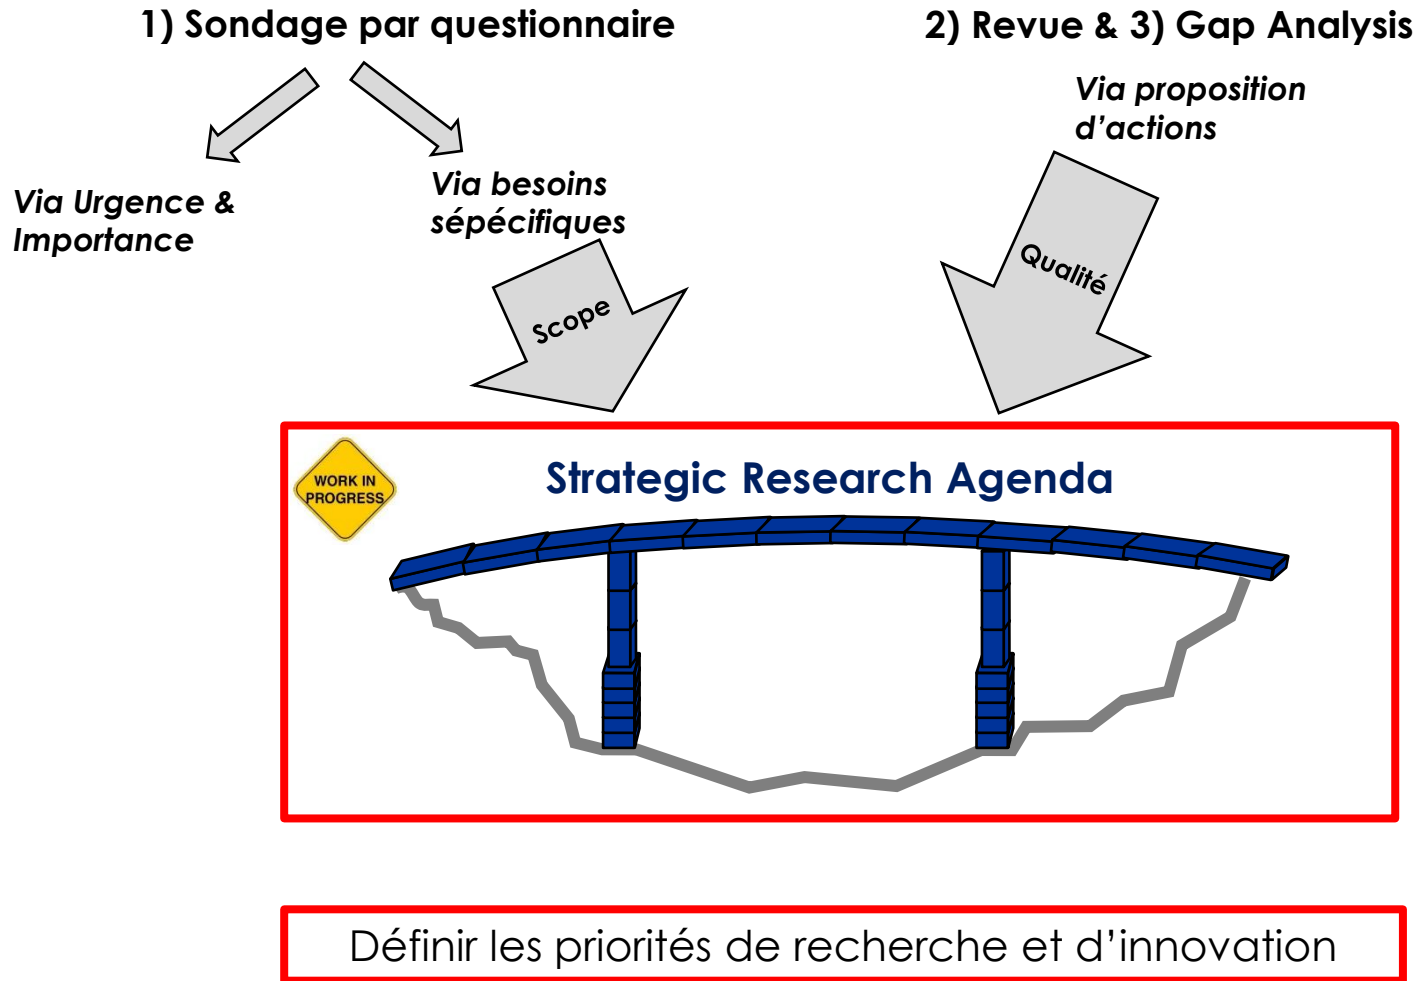 1) Sondage par questionnaire
2) Revue & 3) Gap Analysis
Via proposition
d’actions
Via Urgence &
Importance
Via besoins
sépécifiques
Scope
Qualité
WORK IN
PROGRESS
Strategic Research Agenda
Définir les priorités de recherche et d’innovation